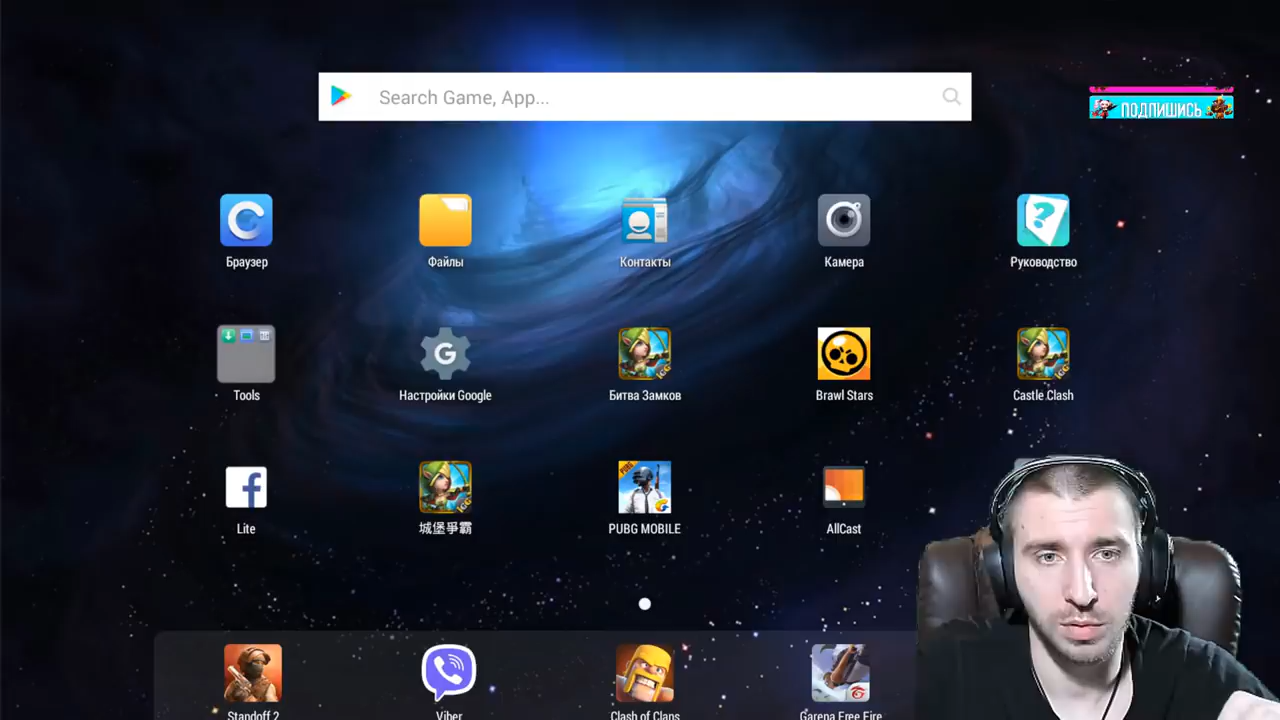 Search Game, App...
ПОДПИШИСЬ
Браузер
Файлы
Контакты
Камера
Руководство
Tools
Настройки Google
Битва Замков
Brawl Stars
Castle Clash
Lite
城堡爭霸
PUBG MOBILE
AllCast
Standoff 2
Viber
Clash of Clans
Garena Free Fire